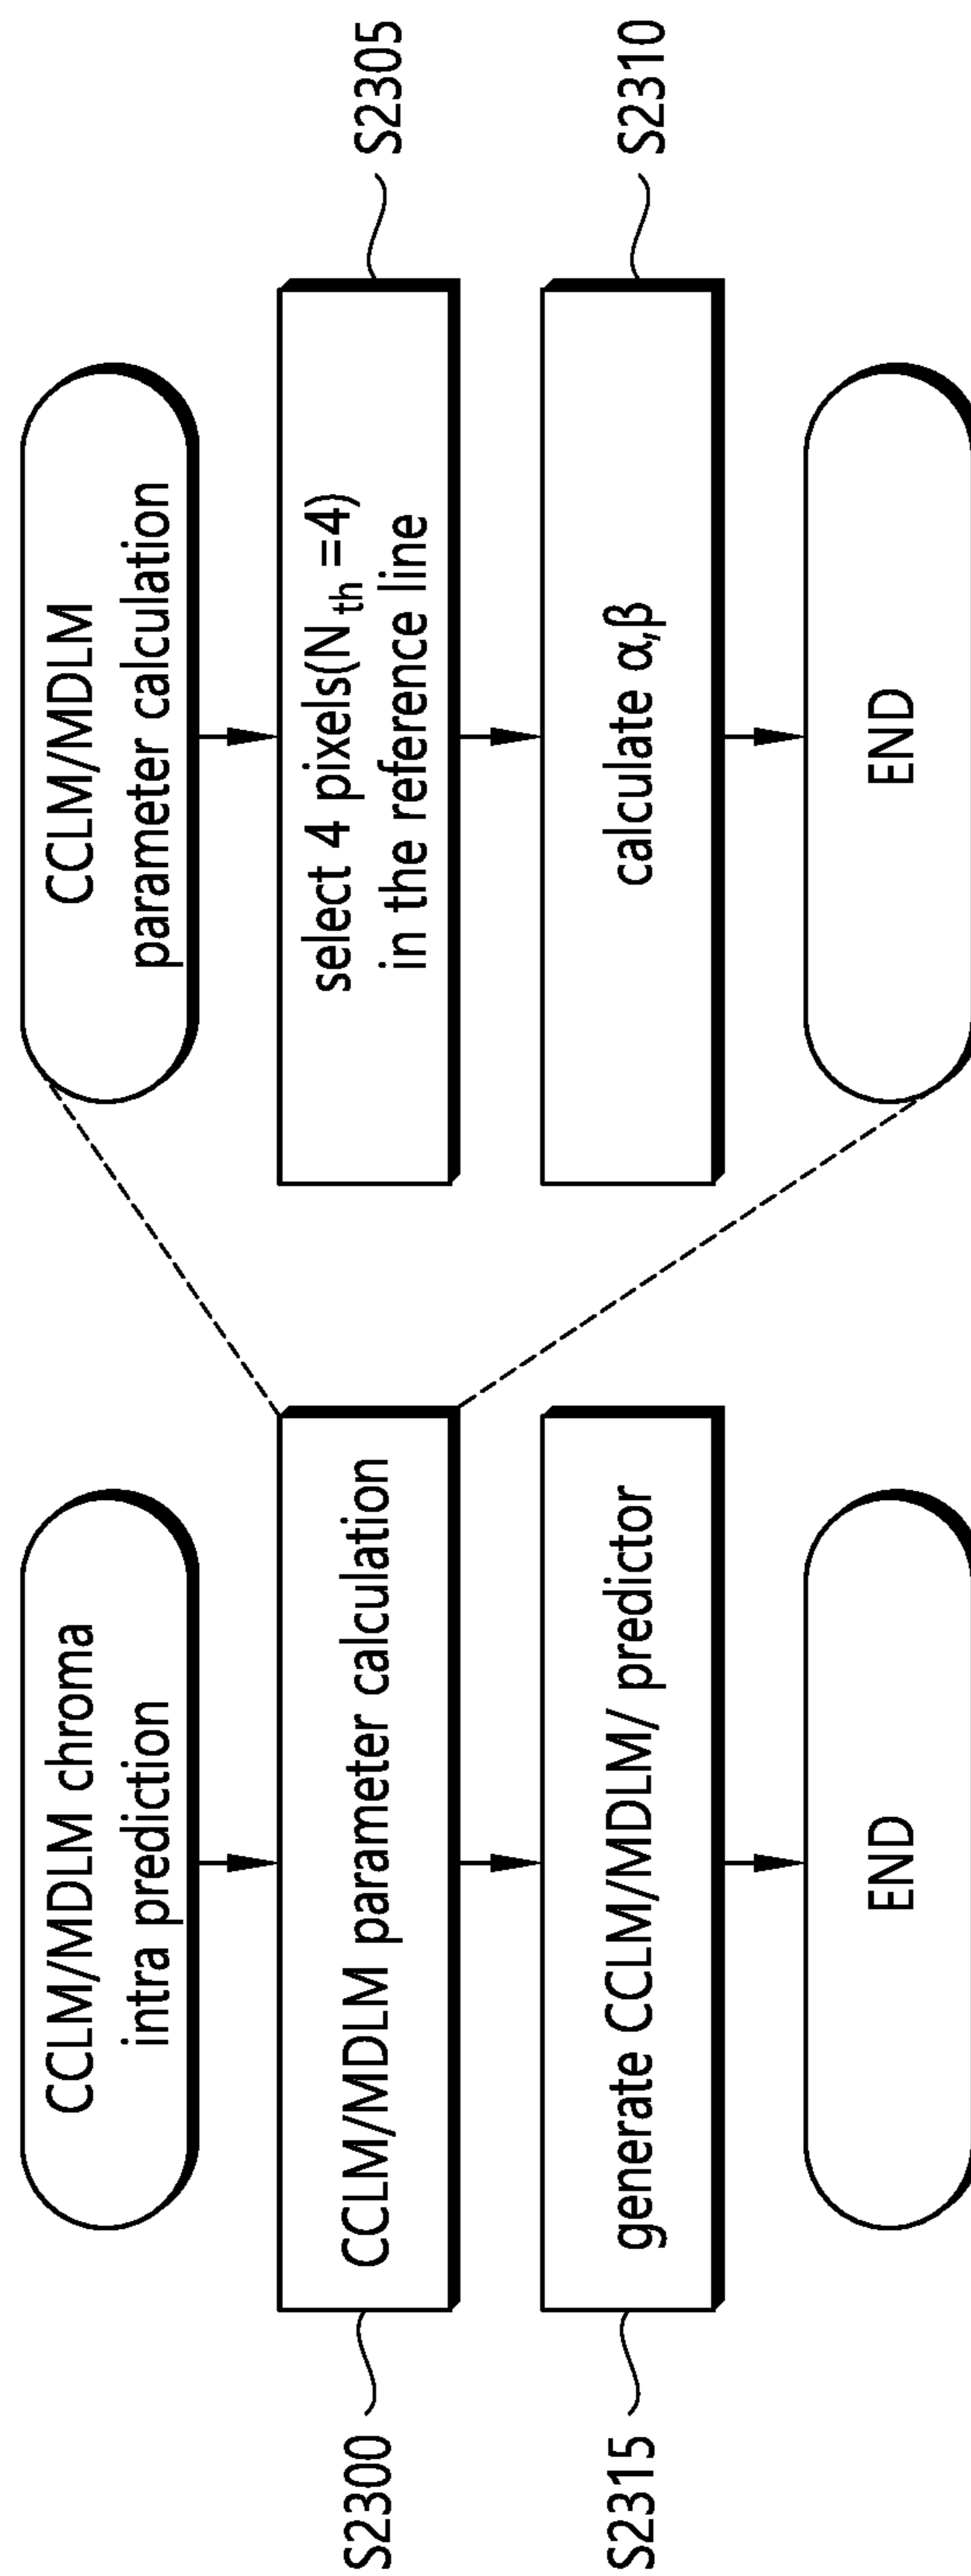 CCLM/MDLM chroma
intra prediction
S2300
CCLM/MDLM parameter calculation
S2315
generate CCLM/MDLM/ predictor
END
CCLM/MDLM
parameter calculation
select 4 pixels(Nth =4)
in the reference line
S2305
calculate α,β
S2310
END